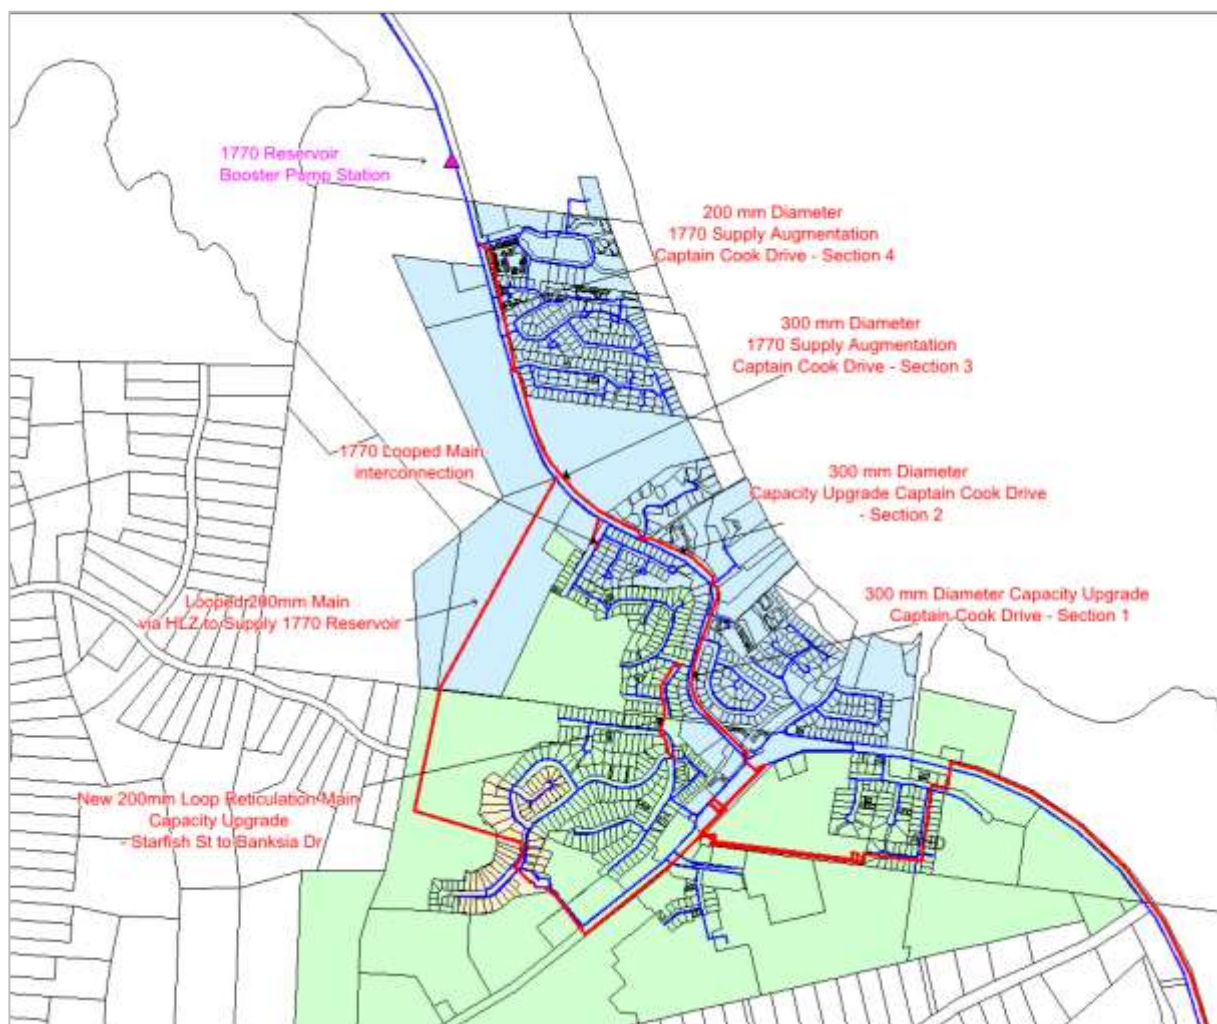 1770 Reservoir
Booster Pump Station
200 mm Diameter
1770 Supply Augmentation
Captain Cook Drive - Section 4
300 mm Diameter
1770 Supply Augmentation
Captain Cook Drive - Section 3
1770 Looped Main
interconnection
300 mm Diameter
Capacity Upgrade Captain Cook Drive
- Section 2
300 mm Diameter Capacity Upgrade
Captain Cook Drive - Section 1
Looped 200mm Main
via HLZ to Supply 1770 Reservoir
New 200mm Loop Reticulation Main
Capacity Upgrade
- Starfish St to Banksia Dr